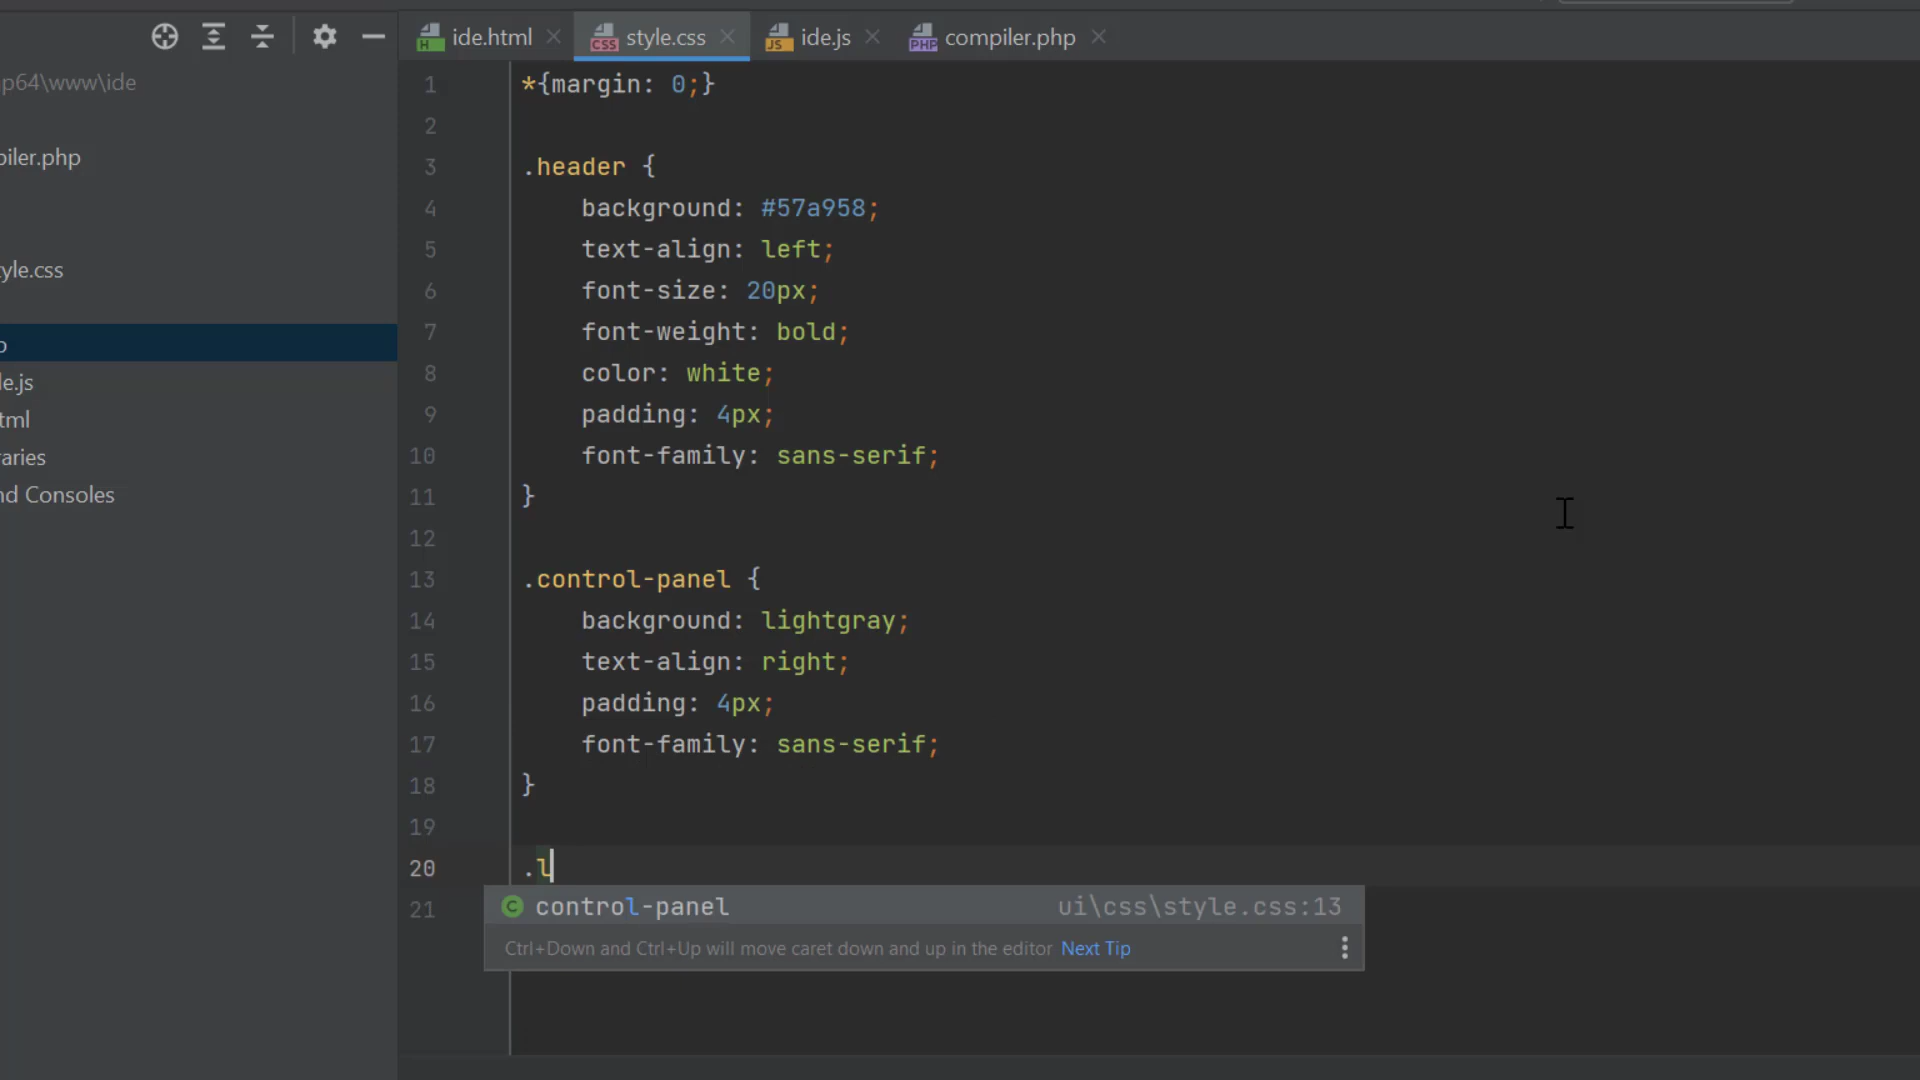 ide.html
style.css
ide.js
compiler.php
p64\www\ide
piler.php
yle.css
p
le.js
tml
raries
nd Consoles
1 *{margin: 0;}
2
3 .header {
4 background: #57a958;
5 text-align: left;
6 font-size: 20px;
7 font-weight: bold;
8 color: white;
9 padding: 4px;
10 font-family: sans-serif;
11 }
12
13 .control-panel {
14 background: lightgray;
15 text-align: right;
16 padding: 4px;
17 font-family: sans-serif;
18 }
19
20 .l
21
control-panel ui\css\style.css:13
Ctrl+Down and Ctrl+Up will move caret down and up in the editor Next Tip